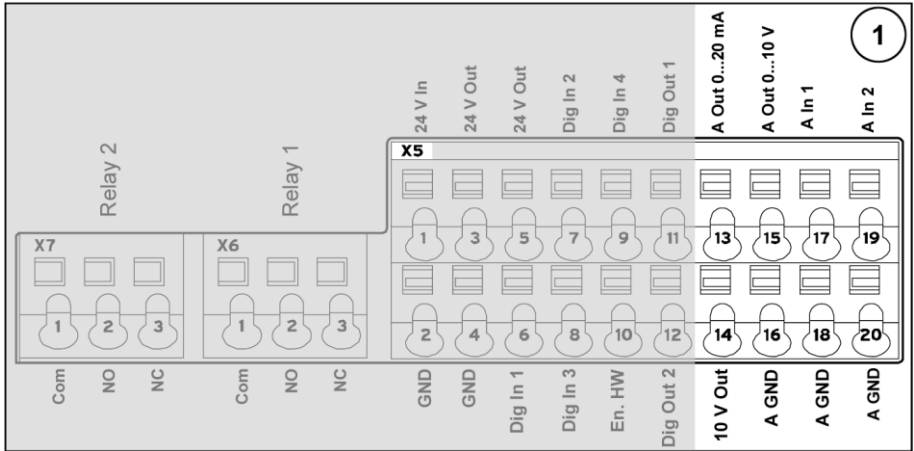 1
24 V In
24 V Out
24 V Out
Dig In 2
Dig In 4
Dig Out 1
A Out 0...20 mA
A Out 0...10 V
A In 1
A In 2
Relay 2
Relay 1
X5
1 3 5 7 9 11 13 15 17 19
X7
X6
1 2 3
1 2 3
2 4 6 8 10 12 14 16 18 20
Com
NO
NC
Com
NO
NC
GND
GND
Dig In 1
Dig In 3
En. HW
Dig Out 2
10 V Out
A GND
A GND
A GND